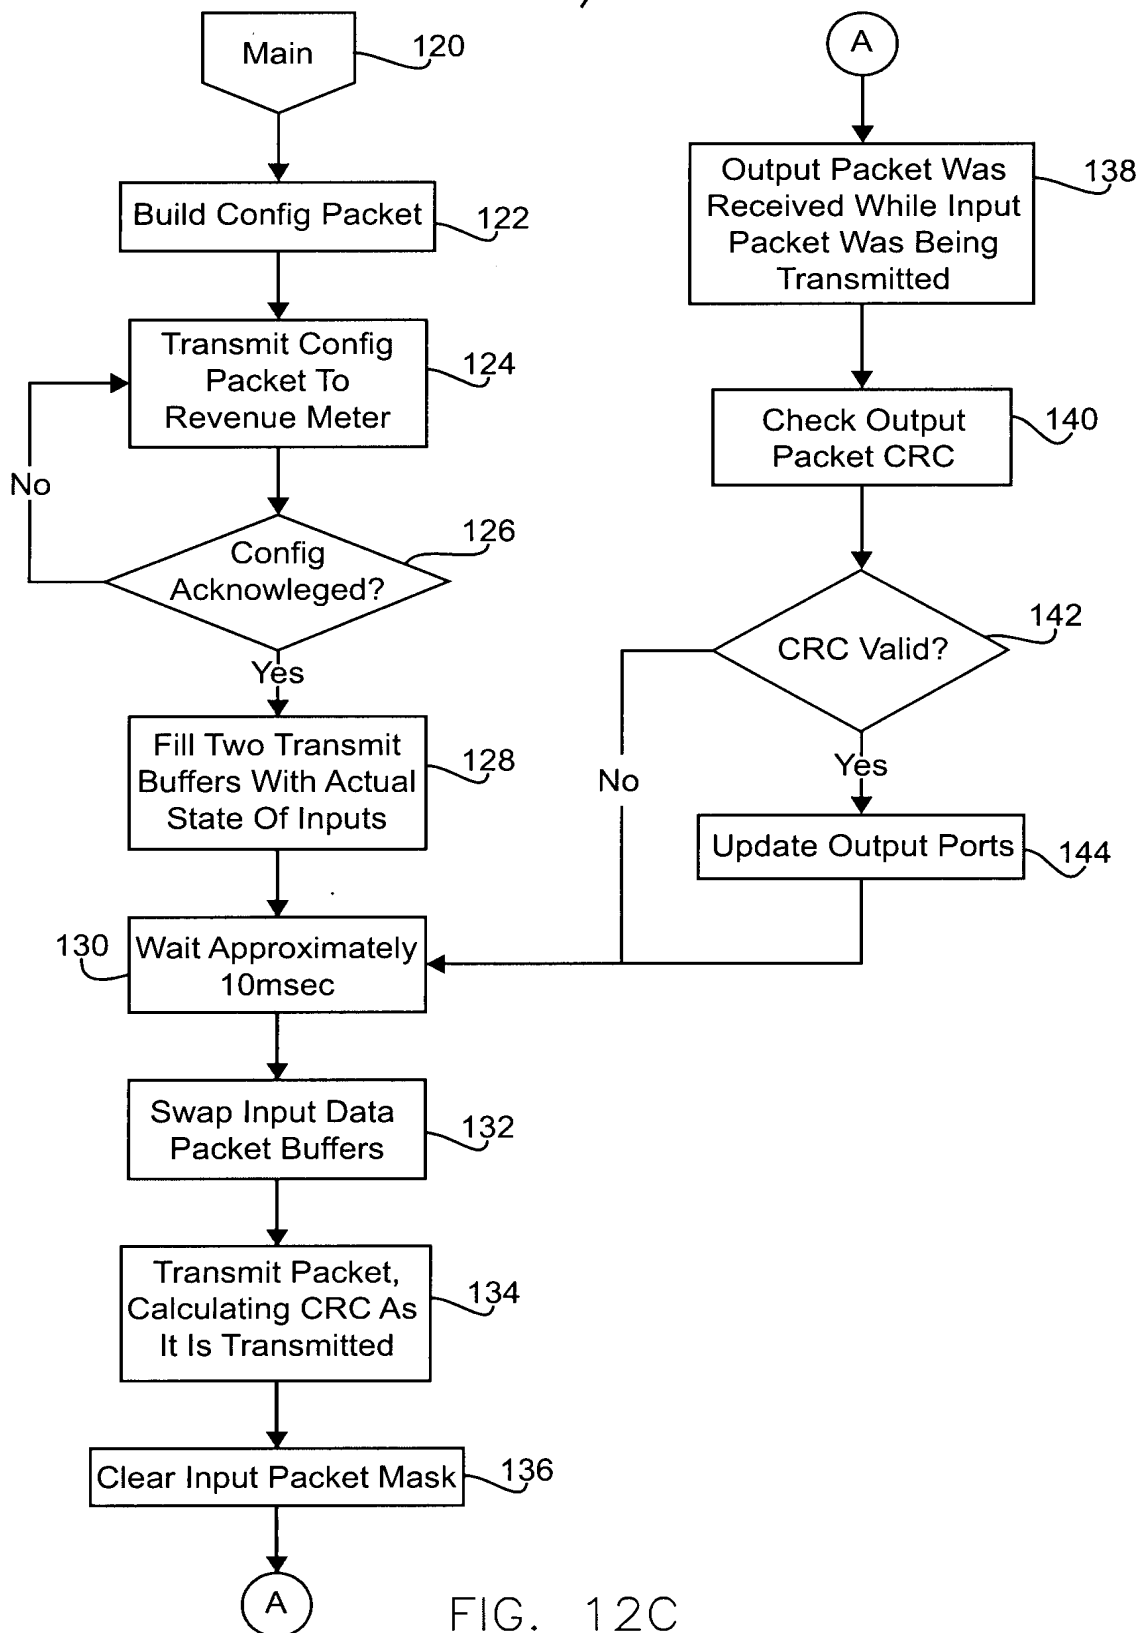 Main
120
Build Config Packet
122
Transmit Config
Packet To
Revenue Meter
124
No
Config
Acknowleged?
126
Yes
Fill Two Transmit
Buffers With Actual
State Of Inputs
128
130
Wait Approximately
10msec
Swap Input Data
Packet Buffers
132
Transmit Packet,
Calculating CRC As
It Is Transmitted
134
Clear Input Packet Mask
136
A
A
Output Packet Was
Received While Input
Packet Was Being
Transmitted
138
Check Output
Packet CRC
140
CRC Valid?
142
No
Yes
Update Output Ports
144
FIG. 12C